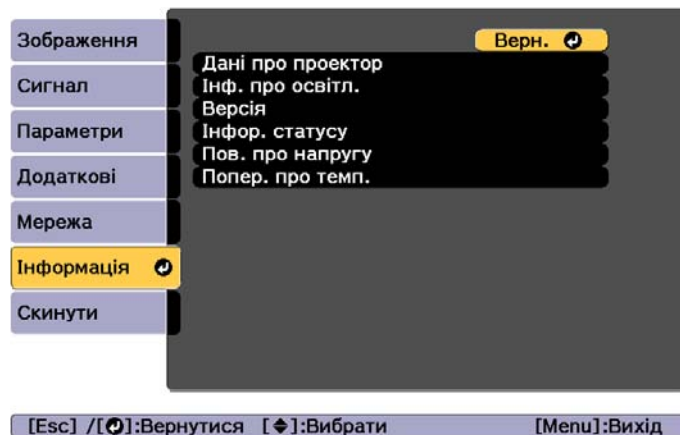 Зображення
Сигнал
Параметри
Додаткові
Мережа
Інформація
Скинути
Верн.
Дані про проектор
Інф. про освітл.
Версія
Інфор. статусу
Пов. про напругу
Попер. про темп.
[Esc] /[⏎]:Вернутися [◆]:Вибрати [Menu]:Вихід